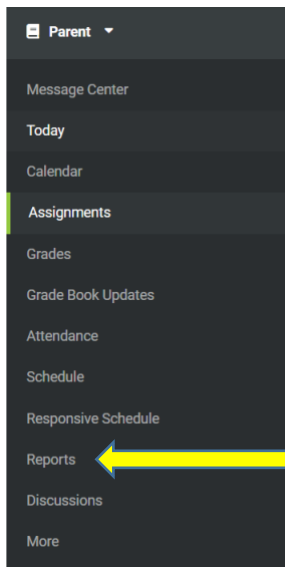 Parent
Message Center
Today
Calendar
Assignments
Grades
Grade Book Updates
Attendance
Schedule
Responsive Schedule
Reports
Discussions
More